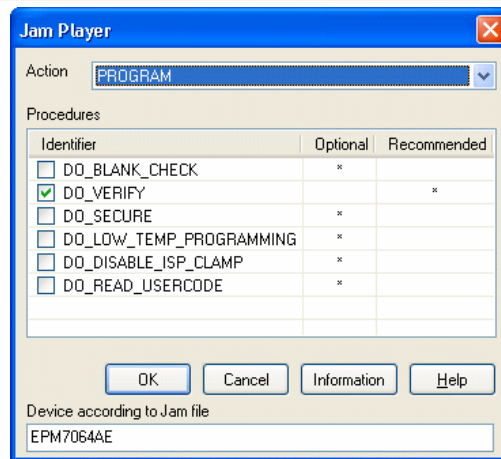 Jam Player
Action PROGRAM
Procedures
Identifier Optional Recommended
DO_BLANK_CHECK *
DO_VERIFY *
DO_SECURE *
DO_LOW_TEMP_PROGRAMMING *
DO_DISABLE_ISP_CLAMP *
DO_READ_USERCODE *
OK Cancel Information Help
Device according to Jam file
EPM7064AE